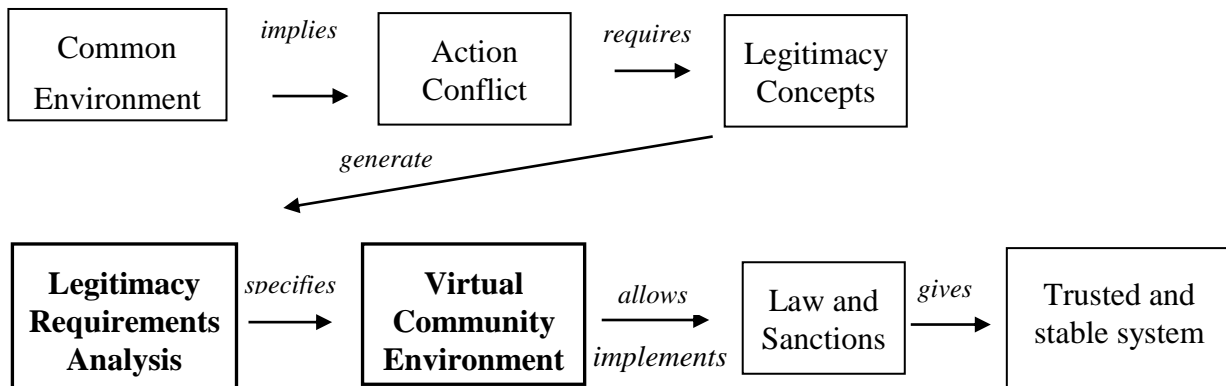 implies
requires
Common
Environment
Action
Conflict
Legitimacy
Concepts
generate
Legitimacy
Requirements
Analysis
specifies
Virtual
Community
Environment
allows
implements
Law and
Sanctions
gives
Trusted and
stable system